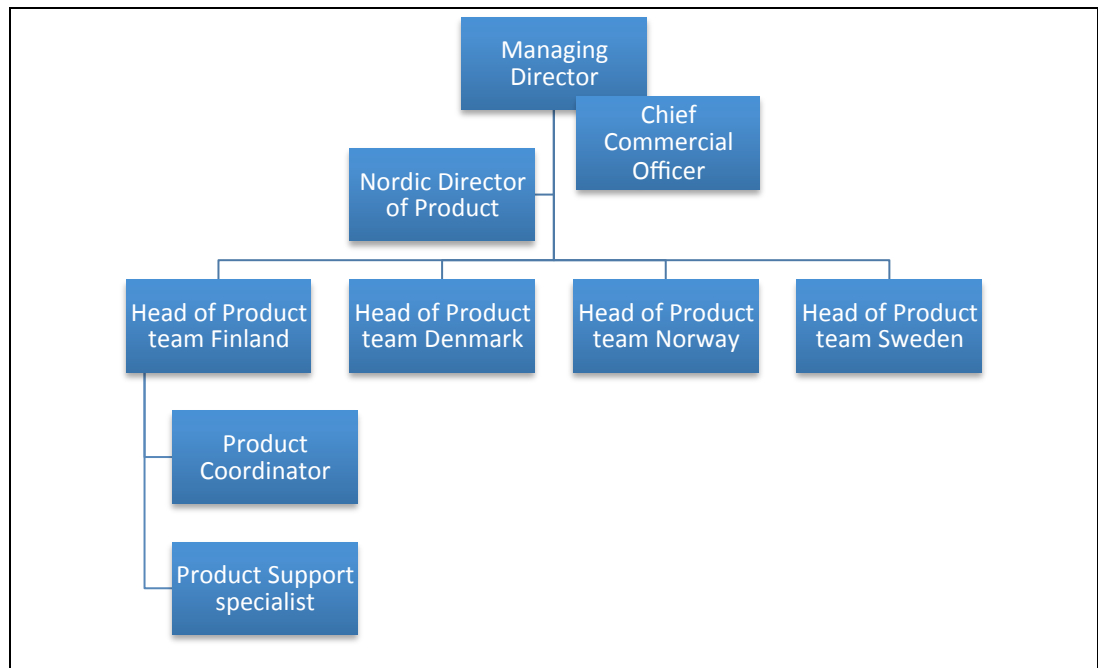 Managing
Director
Chief
Commercial
Officer
Nordic Director
of Product
Head of Product
team Finland
Head of Product
team Denmark
Head of Product
team Norway
Head of Product
team Sweden
Product
Coordinator
Product Support
specialist